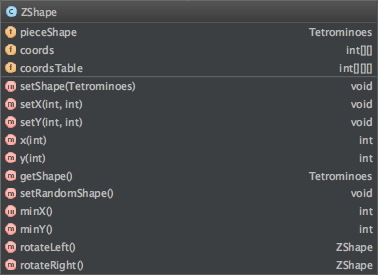 C ZShape
f pieceShape Tetrominoes
f coords int[][]
f coordsTable int[][][]
m setShape(Tetrominoes) void
m setX(int, int) void
m setY(int, int) void
m x(int) int
m y(int) int
m getShape() Tetrominoes
m setRandomShape() void
m minX() int
m minY() int
m rotateLeft() ZShape
m rotateRight() ZShape